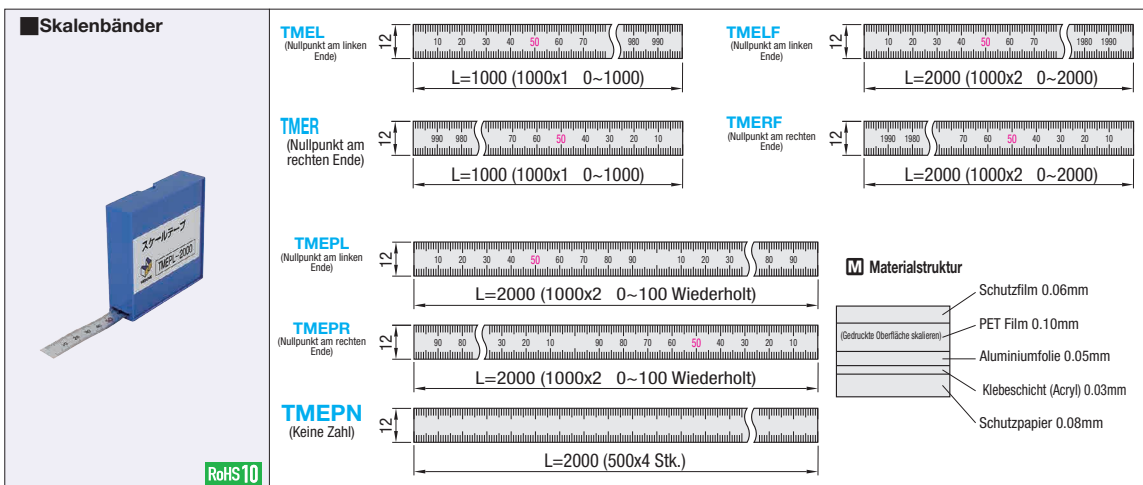 Skalenbänder
スケールテープ
TMEPL-2000
RoHS10
TMEL
(Nullpunkt am linken
Ende)
12
10 20 30 40 50 60 70 980 990
L=1000 (1000x1 0~1000)
TMELF
(Nullpunkt am linken
Ende)
12
10 20 30 40 50 60 70 1980 1990
L=2000 (1000x2 0~2000)
TMER
(Nullpunkt am
rechten Ende)
12
990 980 70 60 50 40 30 20 10
L=1000 (1000x1 0~1000)
TMERF
(Nullpunkt am rechten
Ende)
12
1990 1980 70 60 50 40 30 20 10
L=2000 (1000x2 0~2000)
TMEPL
(Nullpunkt am linken
Ende)
12
10 20 30 40 50 60 70 80 90 10 20 30 80 90
L=2000 (1000x2 0~100 Wiederholt)
TMEPR
(Nullpunkt am rechten
Ende)
12
90 80 30 20 10 90 80 70 60 50 40 30 20 10
L=2000 (1000x2 0~100 Wiederholt)
TMEPN
(Keine Zahl)
12
L=2000 (500x4 Stk.)
M Materialstruktur
Schutzfilm 0.06mm
(Gedruckte Oberfläche skalieren)
PET Film 0.10mm
Aluminiumfolie 0.05mm
Klebeschicht (Acryl) 0.03mm
Schutzpapier 0.08mm